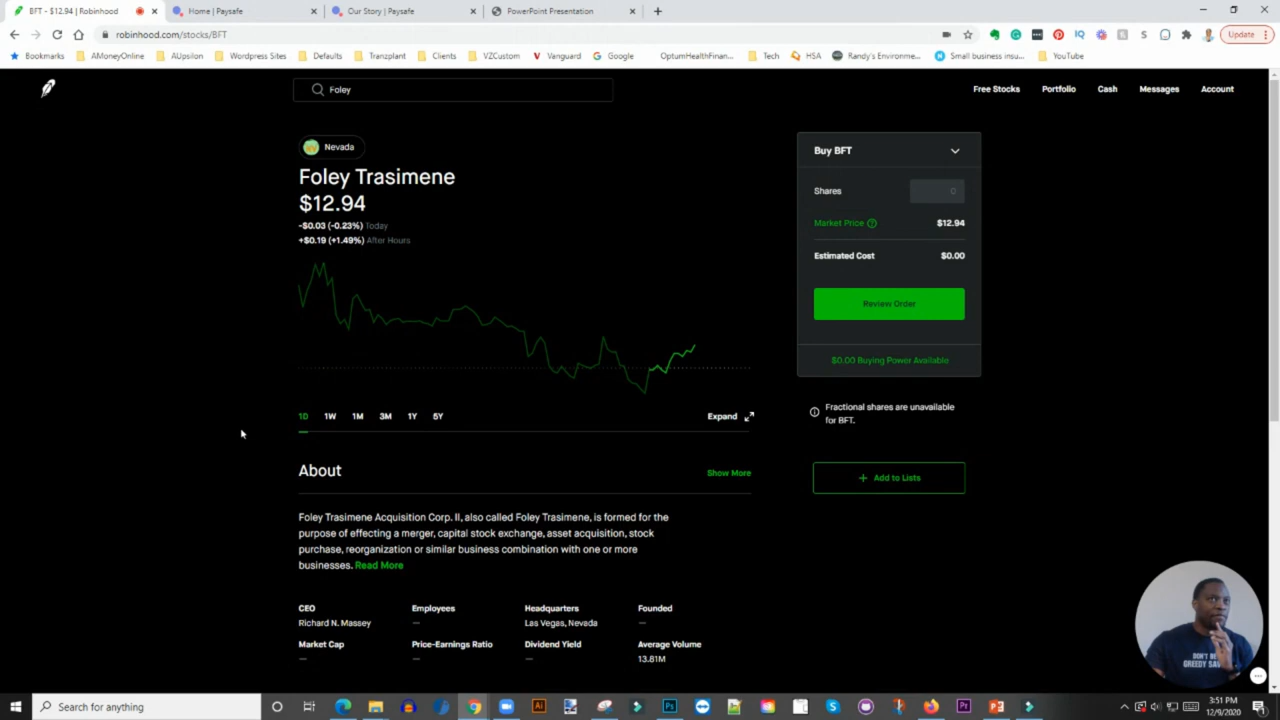 BFT - $12.94 | Robinhood
Home | Paysafe
Our Story | Paysafe
PowerPoint Presentation
robinhood.com/stocks/BFT
Update
Bookmarks
AMoneyOnline
AUpsilon
Wordpress Sites
Defaults
Tranzplant
Clients
VZCustom
Vanguard
Google
OptumHealthFinan...
Tech
HSA
Randy's Environme...
Small business insu...
YouTube
Foley
Free Stocks
Portfolio
Cash
Messages
Account
Nevada
Foley Trasimene
$12.94
-$0.03 (-0.23%) Today
+$0.19 (+1.49%) After Hours
Buy BFT
Shares
0
Market Price
$12.94
Estimated Cost
$0.00
Review Order
$0.00 Buying Power Available
Fractional shares are unavailable
for BFT.
Add to Lists
1D 1W 1M 3M 1Y 5Y
Expand
About
Show More
Foley Trasimene Acquisition Corp. II, also called Foley Trasimene, is formed for the
purpose of effecting a merger, capital stock exchange, asset acquisition, stock
purchase, reorganization or similar business combination with one or more
businesses. Read More
CEO
Richard N. Massey
Employees
—
Headquarters
Las Vegas, Nevada
Founded
—
Market Cap
—
Price-Earnings Ratio
—
Dividend Yield
—
Average Volume
13.81M
DON'T BE
GREEDY
Search for anything
3:51 PM
12/9/2020